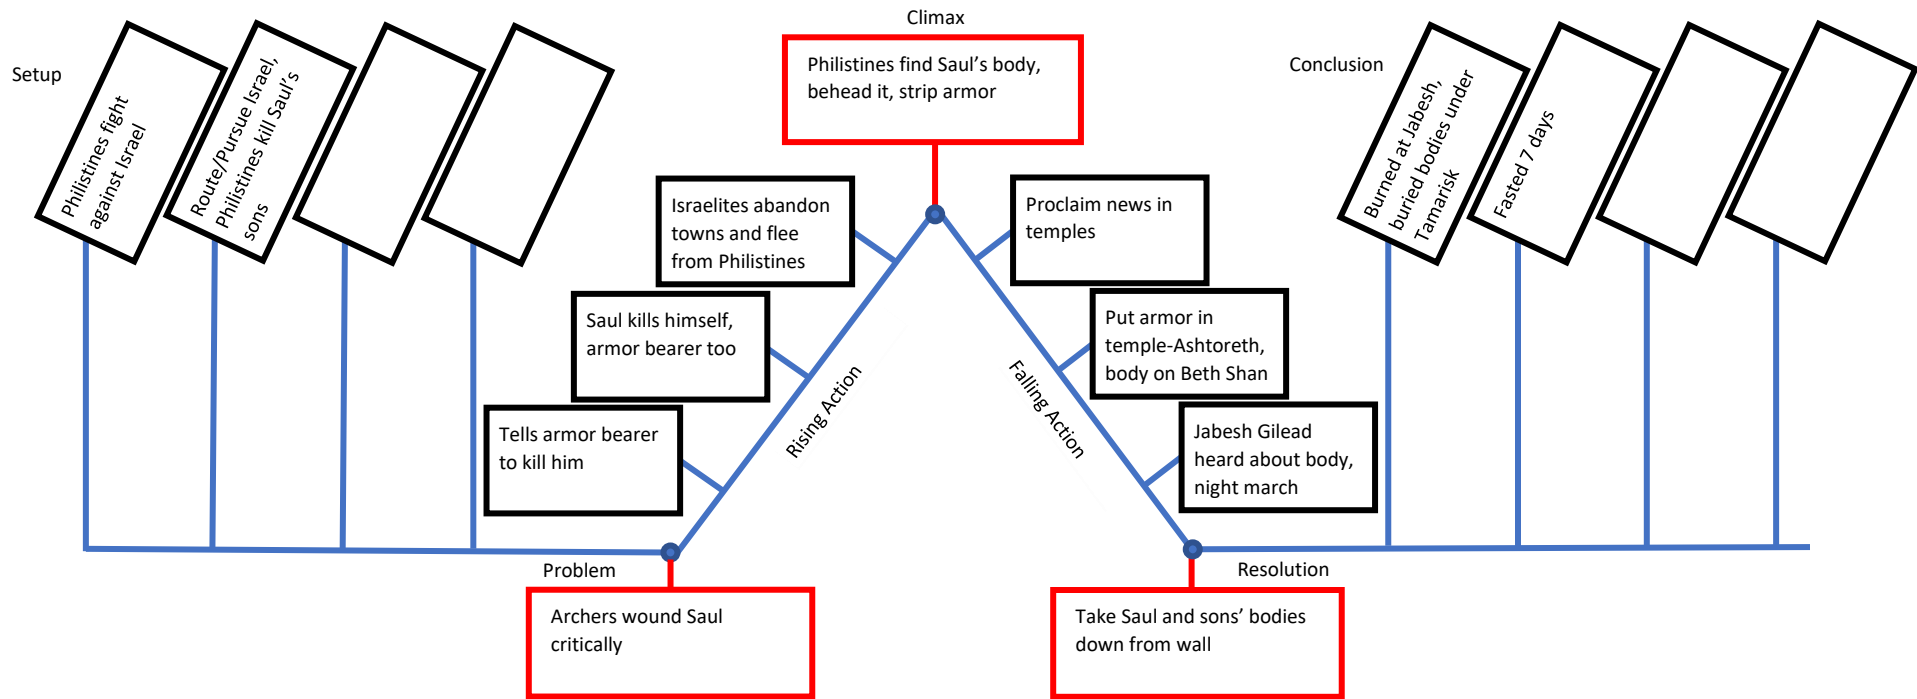 Setup
Philistines fight
against Israel
Route/Pursue Israel,
Philistines kill Saul’s
sons
Problem
Archers wound Saul
critically
Rising Action
Tells armor bearer
to kill him
Saul kills himself,
armor bearer too
Israelites abandon
towns and flee
from Philistines
Climax
Philistines find Saul’s body,
behead it, strip armor
Falling Action
Proclaim news in
temples
Put armor in
temple-Ashtoreth,
body on Beth Shan
Jabesh Gilead
heard about body,
night march
Resolution
Take Saul and sons’ bodies
down from wall
Conclusion
Burned at Jabesh,
buried bodies under
Tamarisk
Fasted 7 days